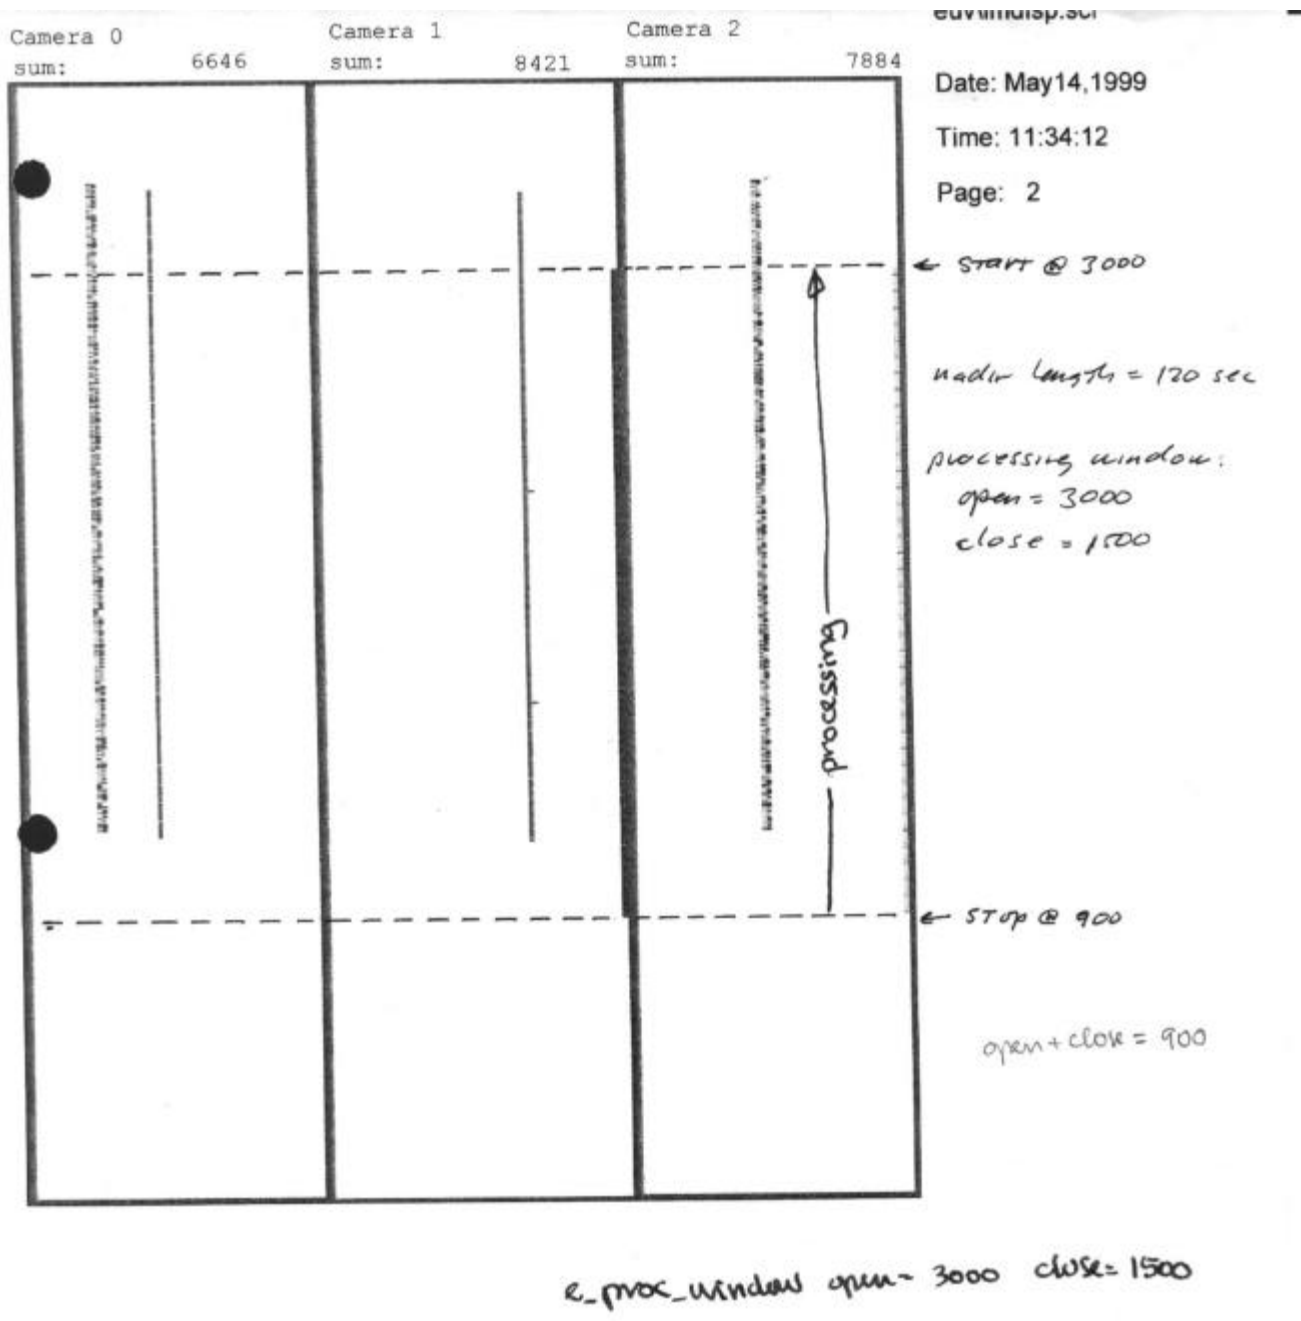 Camera 0
sum: 6646
Camera 1
sum: 8421
Camera 2
sum: 7884
Date: May14,1999
Time: 11:34:12
Page: 2
← START @ 3000
nadir length = 120 sec
processing window:
open = 3000
close = 1500
processing
← STOP @ 900
open+close = 900
e_proc_window open= 3000 close= 1500